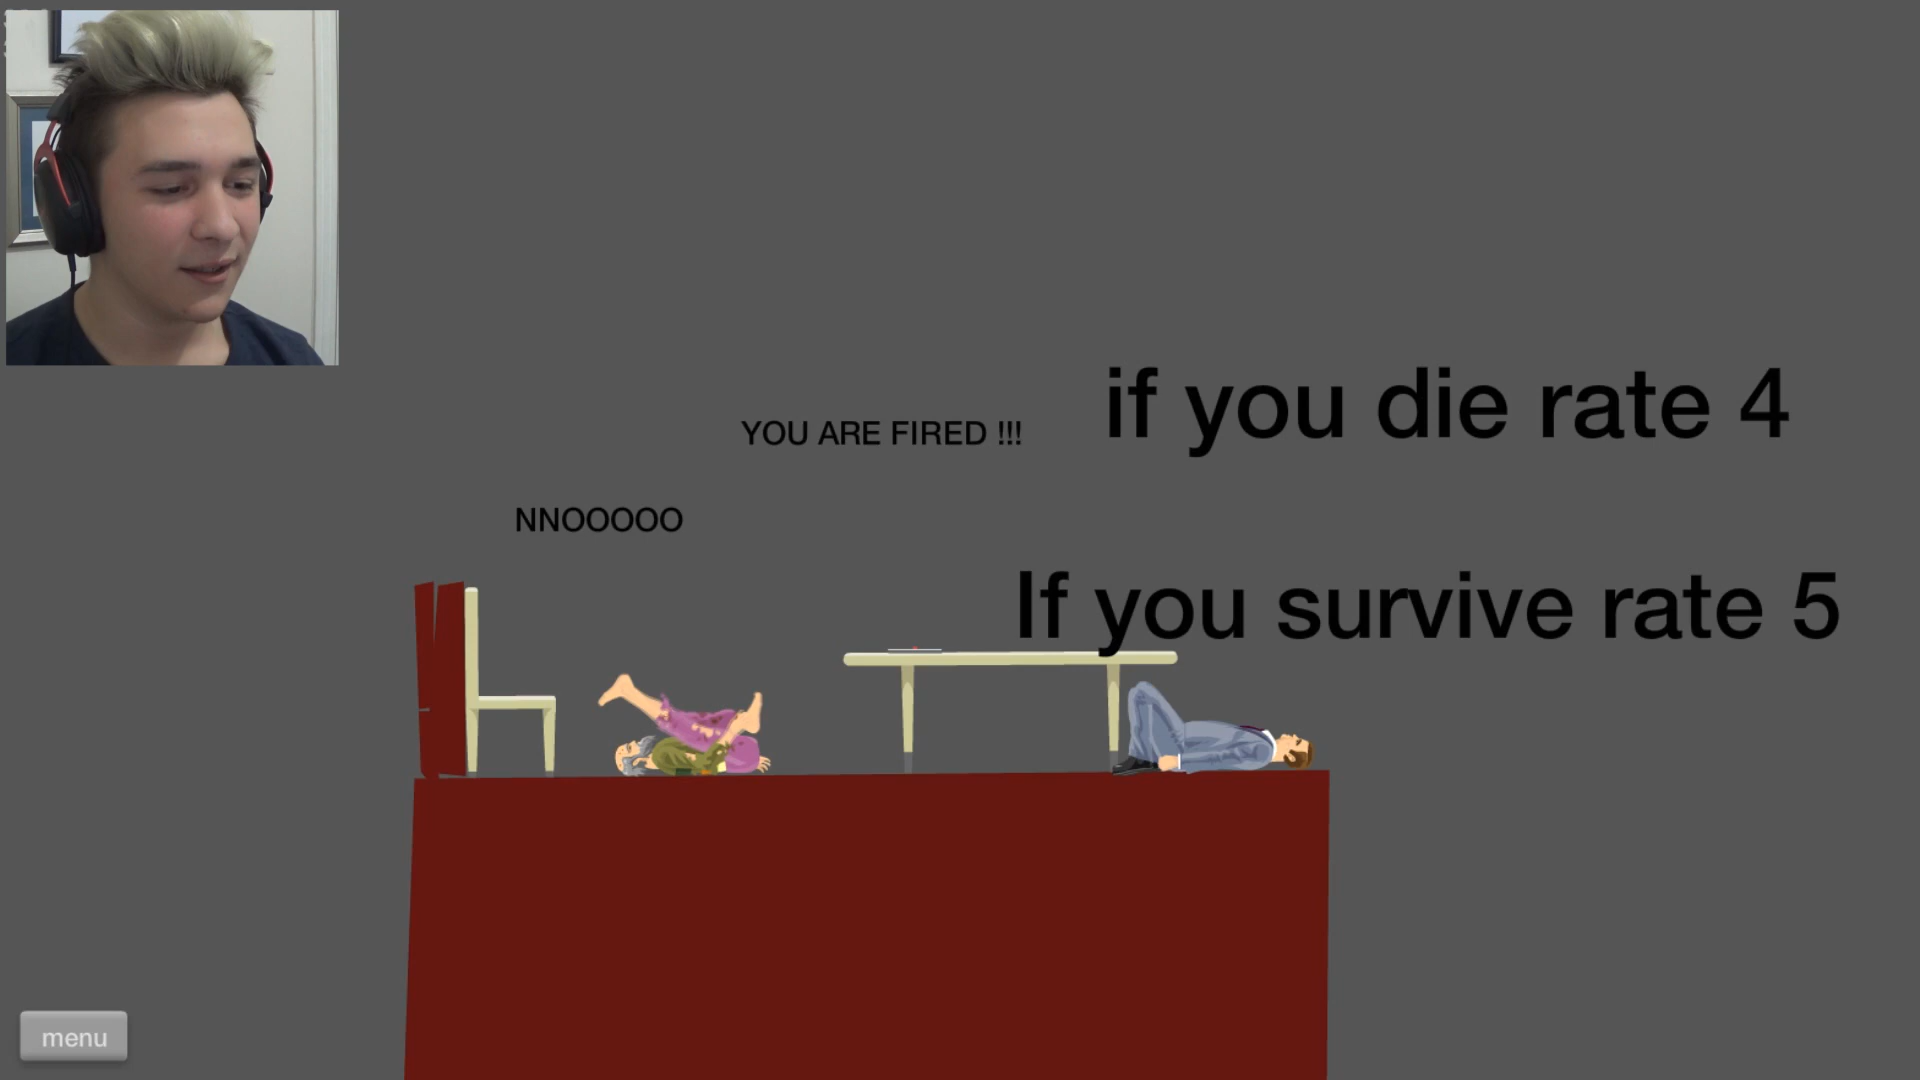 if you die rate 4
YOU ARE FIRED !!!
NNOOOOO
If you survive rate 5
menu